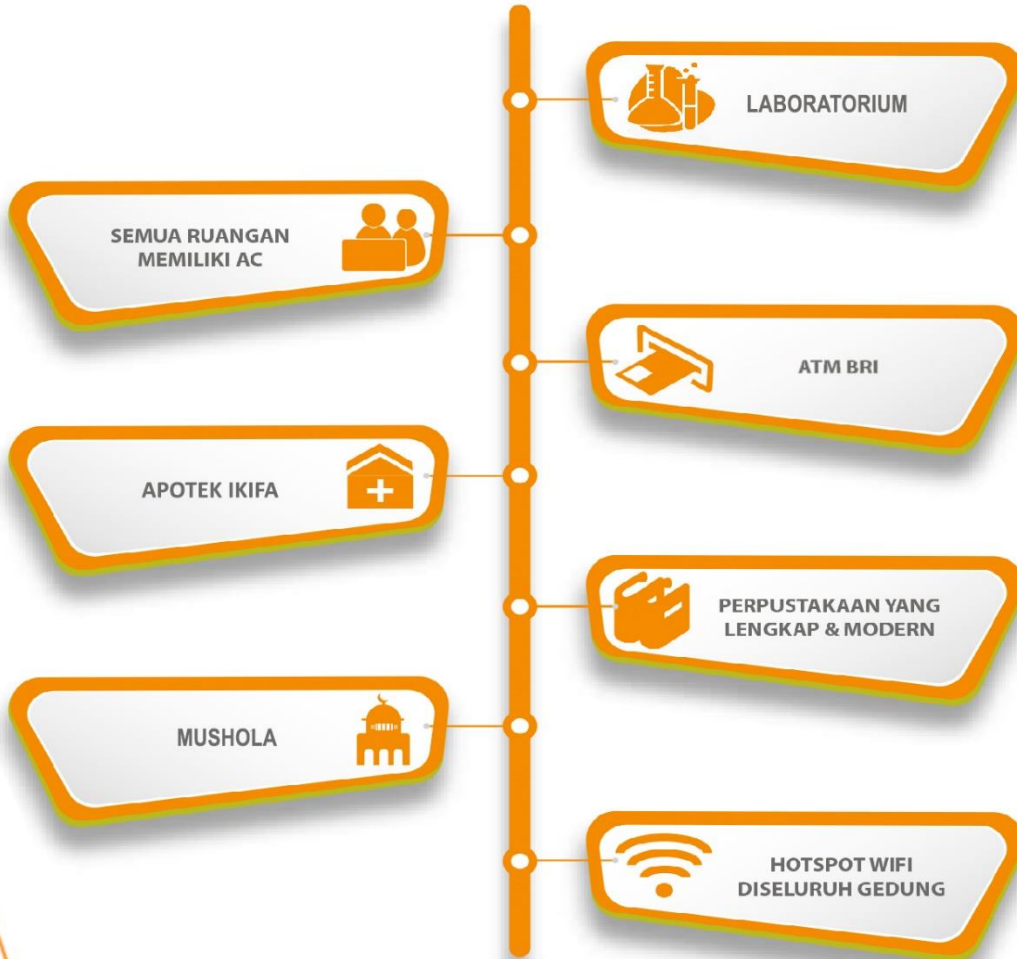 LABORATORIUM
SEMUA RUANGAN
MEMILIKI AC
ATM BRI
APOTEK IKIFA
PERPUSTAKAAN YANG
LENGKAP & MODERN
MUSHOLA
HOTSPOT WIFI
DISELURUH GEDUNG